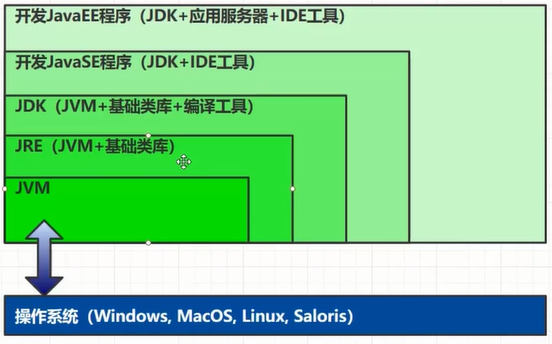 开发JavaEE程序（JDK+应用服务器+IDE工具）
开发JavaSE程序（JDK+IDE工具）
JDK（JVM+基础类库+编译工具）
JRE（JVM+基础类库）
JVM
操作系统（Windows, MacOS, Linux, Saloris）